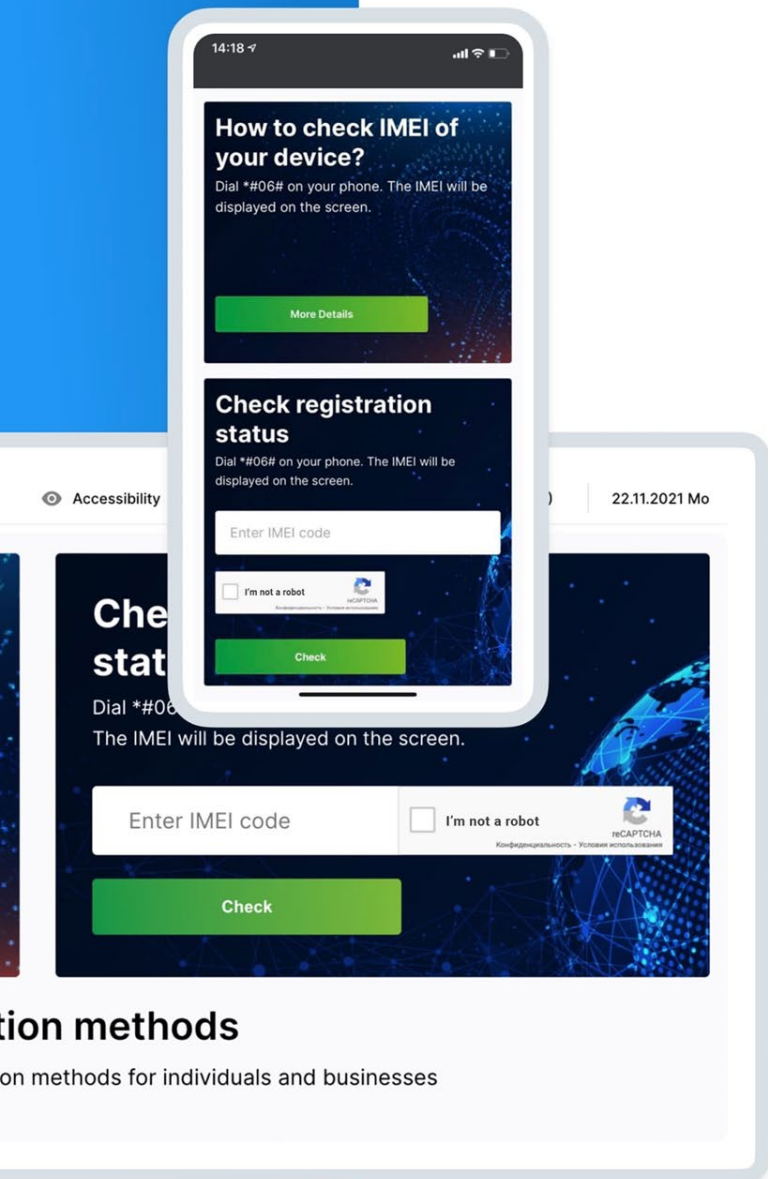 14:18
How to check IMEI of
your device?
Dial *#06# on your phone. The IMEI will be
displayed on the screen.
More Details
Check registration
status
Dial *#06# on your phone. The IMEI will be
displayed on the screen.
Enter IMEI code
I'm not a robot
reCAPTCHA
Конфиденциальность - Условия использования
Check
Accessibility
)
22.11.2021 Mo
Che
stat
Dial *#06
The IMEI will be displayed on the screen.
Enter IMEI code
I'm not a robot
reCAPTCHA
Конфиденциальность - Условия использования
Check
tion methods
on methods for individuals and businesses